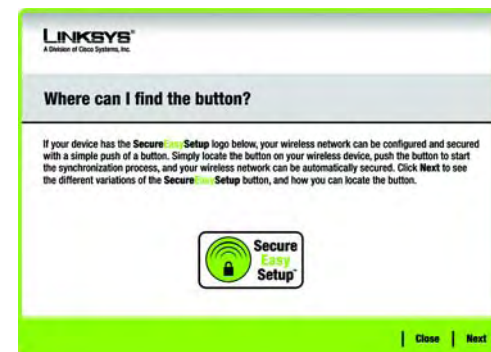 LINKSYS®
A Division of Cisco Systems, Inc.
Where can I find the button?
If your device has the SecureEasySetup logo below, your wireless network can be configured and secured
with a simple push of a button. Simply locate the button on your wireless device, push the button to start
the synchronization process, and your wireless network can be automatically secured. Click Next to see
the different variations of the SecureEasySetup button, and how you can locate the button.
Secure
Easy
Setup™
Close | Next